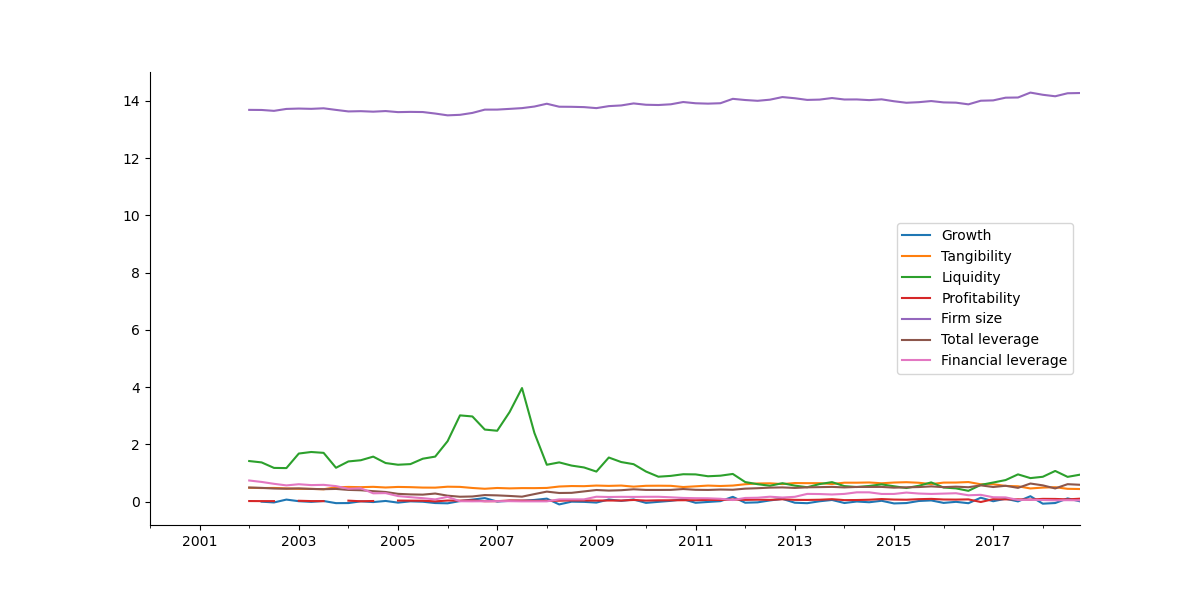 14
12
10
8
6
4
2
0
Growth
Tangibility
Liquidity
Profitability
Firm size
Total leverage
Financial leverage
2001 2003 2005 2007 2009 2011 2013 2015 2017